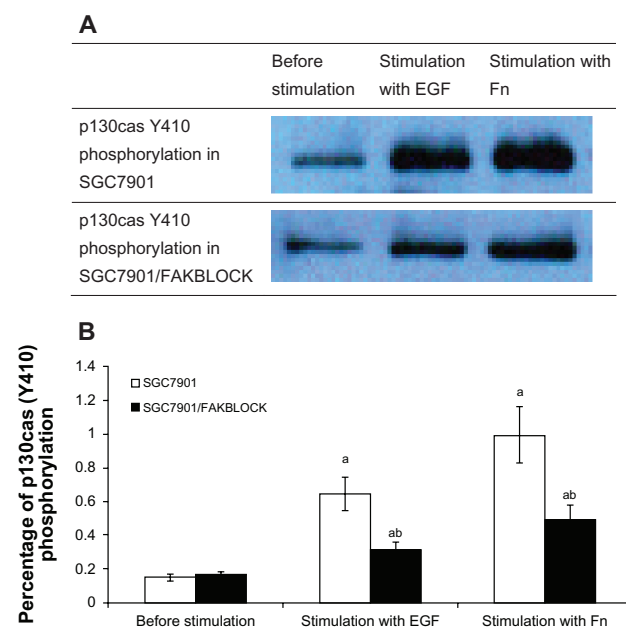 A
Before stimulation
Stimulation with EGF
Stimulation with Fn
p130cas Y410
phosphorylation in
SGC7901
p130cas Y410
phosphorylation in
SGC7901/FAKBLOCK
B
Percentage of p130cas (Y410)
phosphorylation
1.4
1.2
1
0.8
0.6
0.4
0.2
0
SGC7901
SGC7901/FAKBLOCK
a
ab
a
ab
Before stimulation
Stimulation with EGF
Stimulation with Fn